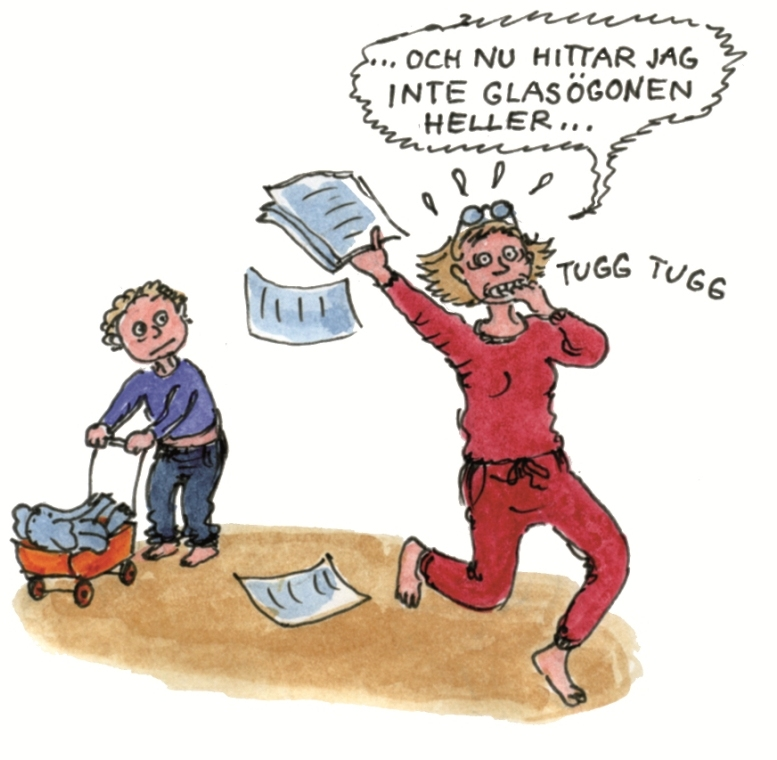 ... OCH NU HITTAR JAG
INTE GLASÖGONEN
HELLER...
TUGG TUGG